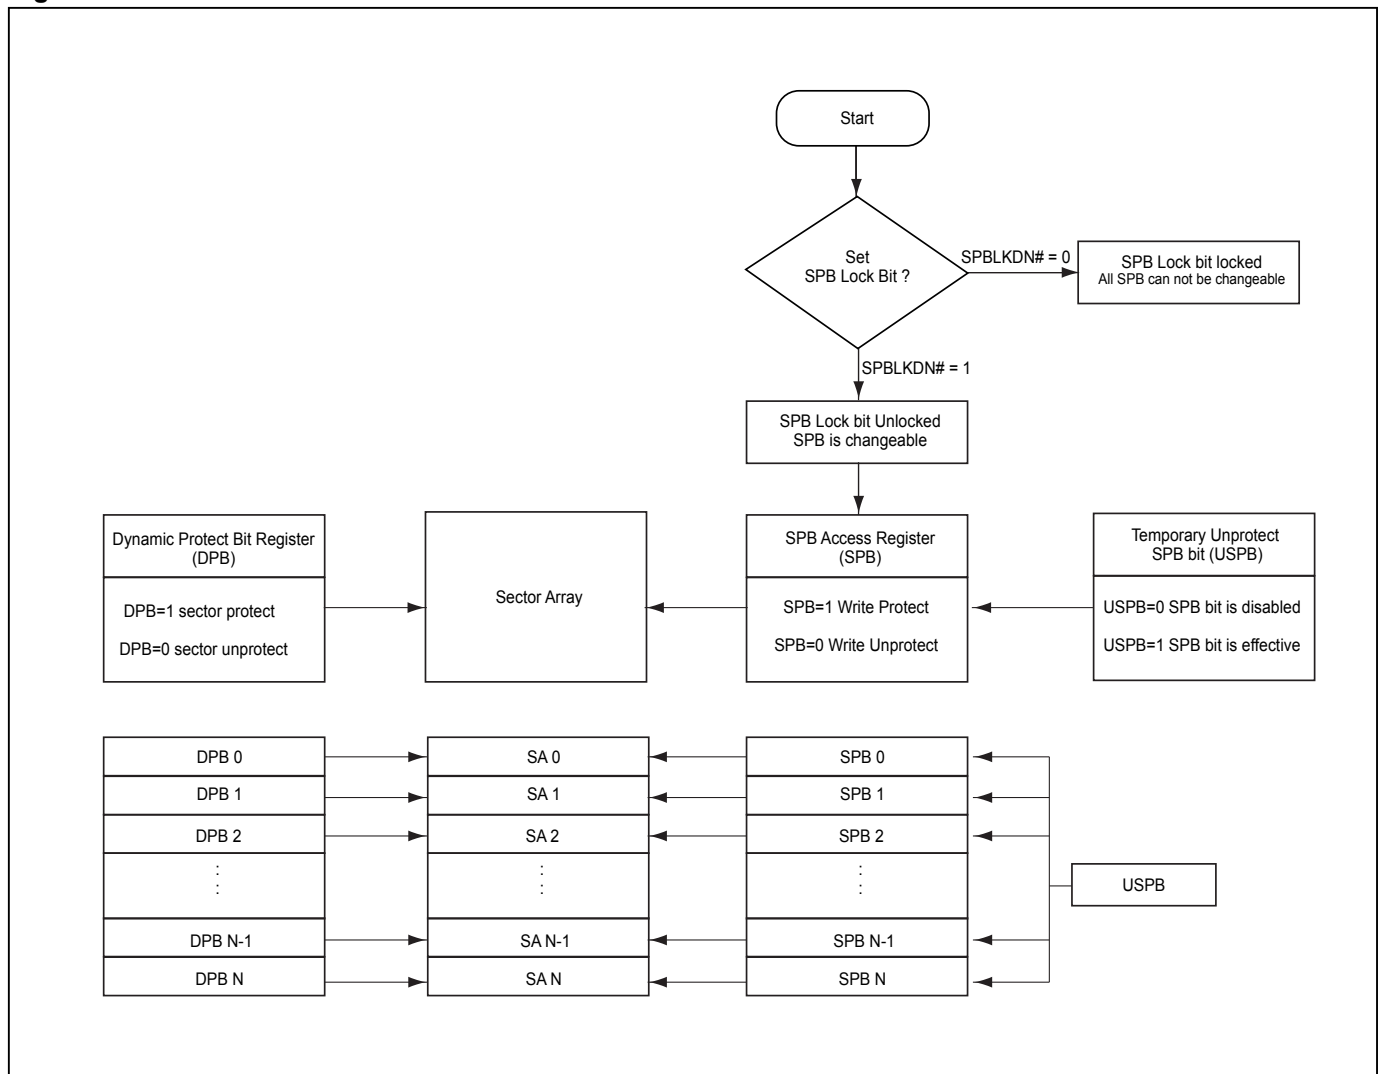 Start
Set
SPB Lock Bit ?
SPBLKDN# = 0
SPB Lock bit locked
All SPB can not be changeable
SPBLKDN# = 1
SPB Lock bit Unlocked
SPB is changeable
Dynamic Protect Bit Register
(DPB)
DPB=1 sector protect
DPB=0 sector unprotect
Sector Array
SPB Access Register
(SPB)
SPB=1 Write Protect
SPB=0 Write Unprotect
Temporary Unprotect
SPB bit (USPB)
USPB=0 SPB bit is disabled
USPB=1 SPB bit is effective
DPB 0
SA 0
SPB 0
DPB 1
SA 1
SPB 1
DPB 2
SA 2
SPB 2
USPB
DPB N-1
SA N-1
SPB N-1
DPB N
SA N
SPB N